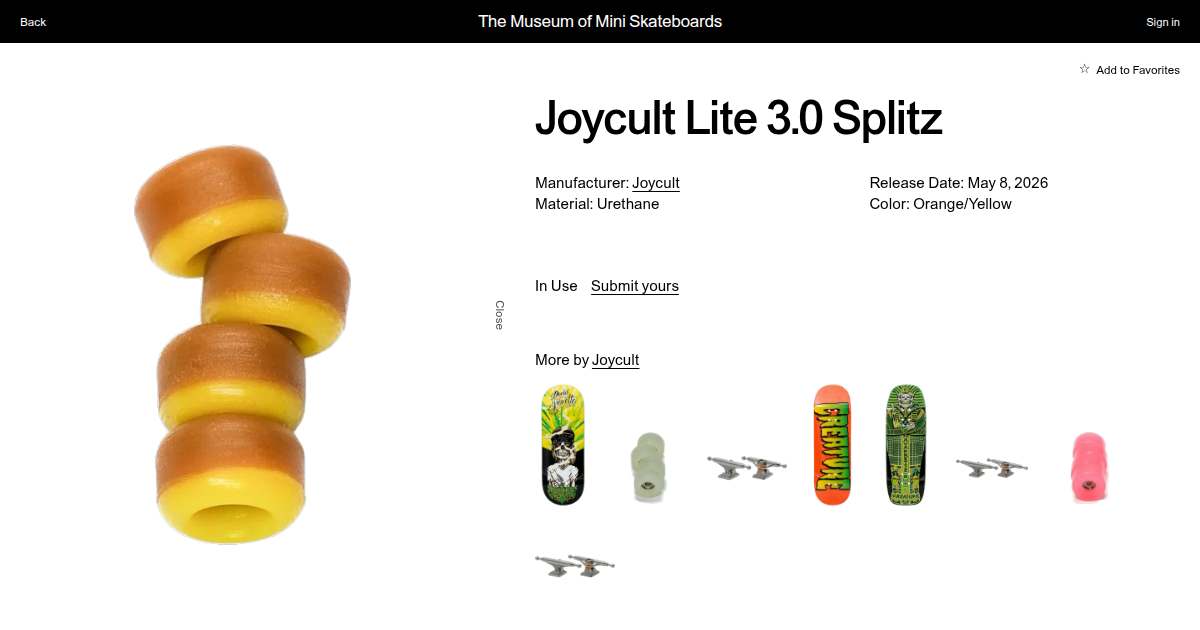 Back
The Museum of Mini Skateboards
Sign in
☆ Add to Favorites
Joycult Lite 3.0 Splitz
Manufacturer: Joycult
Material: Urethane
Release Date: May 8, 2026
Color: Orange/Yellow
In Use Submit yours
Close
More by Joycult
CREATURE